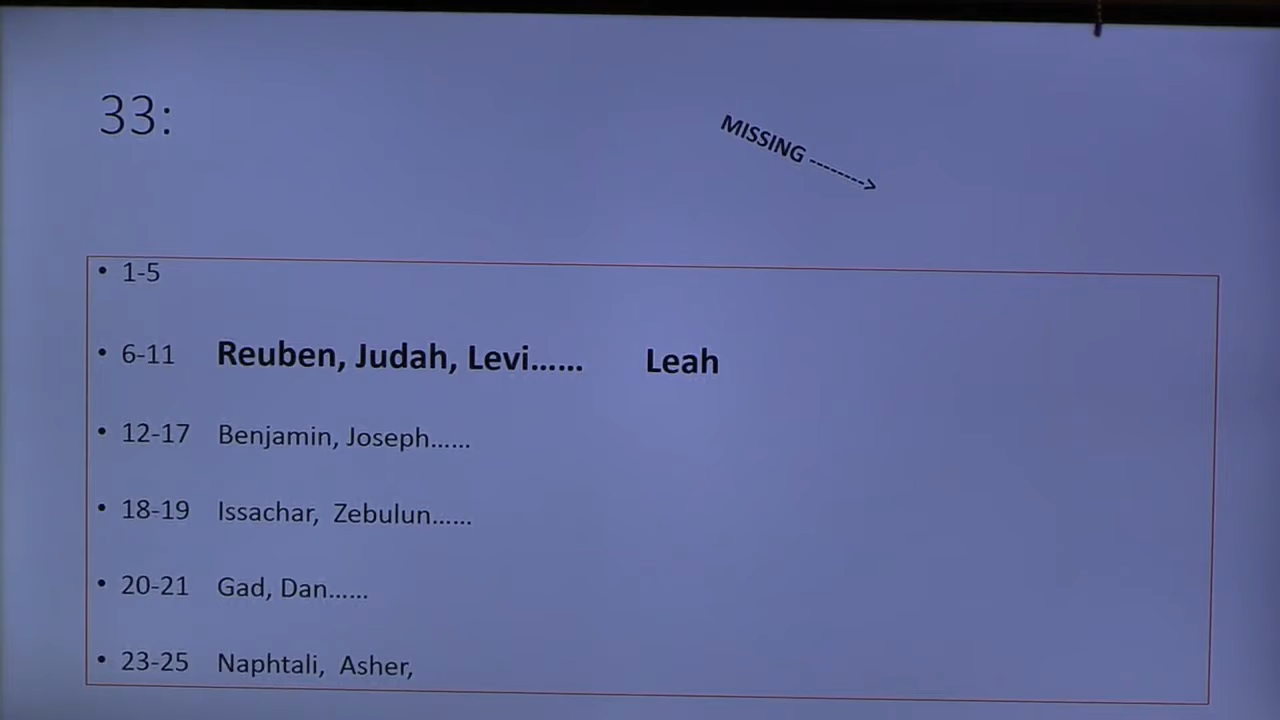 33:
MISSING ------->
• 1-5
• 6-11 Reuben, Judah, Levi...... Leah
• 12-17 Benjamin, Joseph......
• 18-19 Issachar, Zebulun......
• 20-21 Gad, Dan......
• 23-25 Naphtali, Asher,